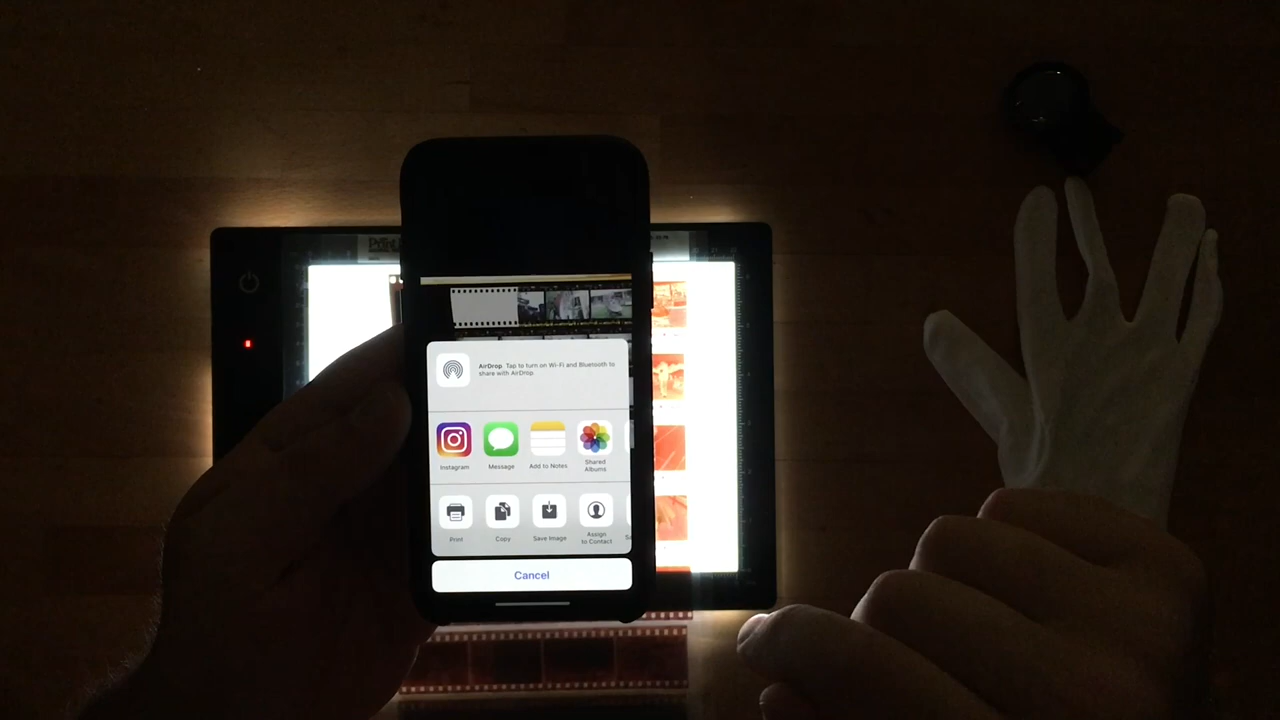 AirDrop Tap to turn on Wi-Fi and Bluetooth to
share with AirDrop.
Instagram
Message
Add to Notes
Shared
Albums
Print
Copy
Save Image
Assign
to Contact
Cancel